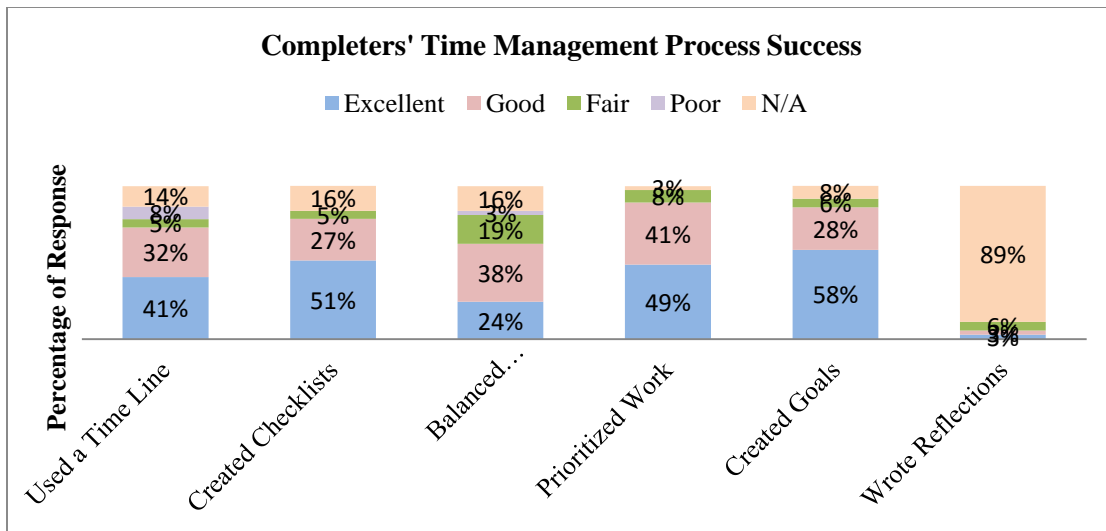 Completers' Time Management Process Success
Excellent Good Fair Poor N/A
Percentage of Response
14% 16% 16% 3% 8% 89%
8% 5% 3% 8% 6% 6%
5% 27% 19% 41% 28% 3%
32% 51% 38% 49% 58% 3%
41% 24%
Used a Time Line
Created Checklists
Balanced...
Prioritized Work
Created Goals
Wrote Reflections